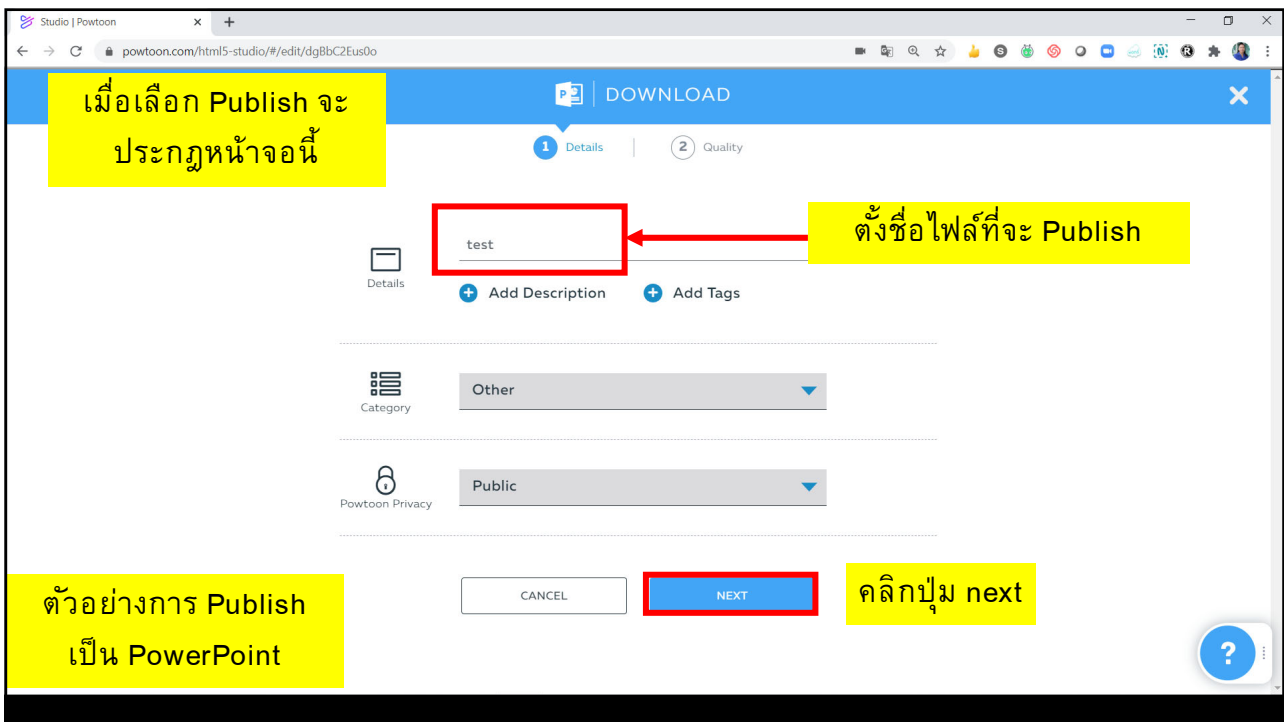 Studio | Powtoon
powtoon.com/html5-studio/#/edit/dgBbC2Eus0o
เมื่อเลือก Publish จะ
ประกฏหน้าจอนี้
DOWNLOAD
1 Details
2 Quality
test
ตั้งชื่อไฟล์ที่จะ Publish
Details
Add Description
Add Tags
Category
Other
Powtoon Privacy
Public
CANCEL
NEXT
คลิกปุ่ม next
ตัวอย่างการ Publish
เป็น PowerPoint
?